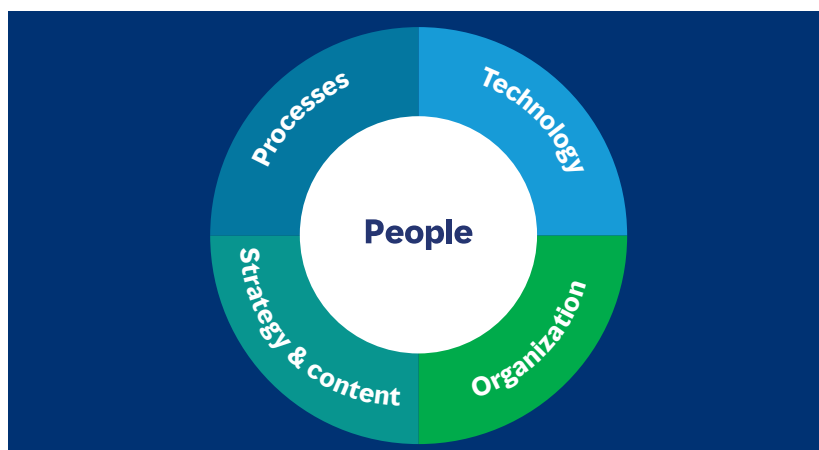 Processes
Technology
People
Strategy & content
Organization